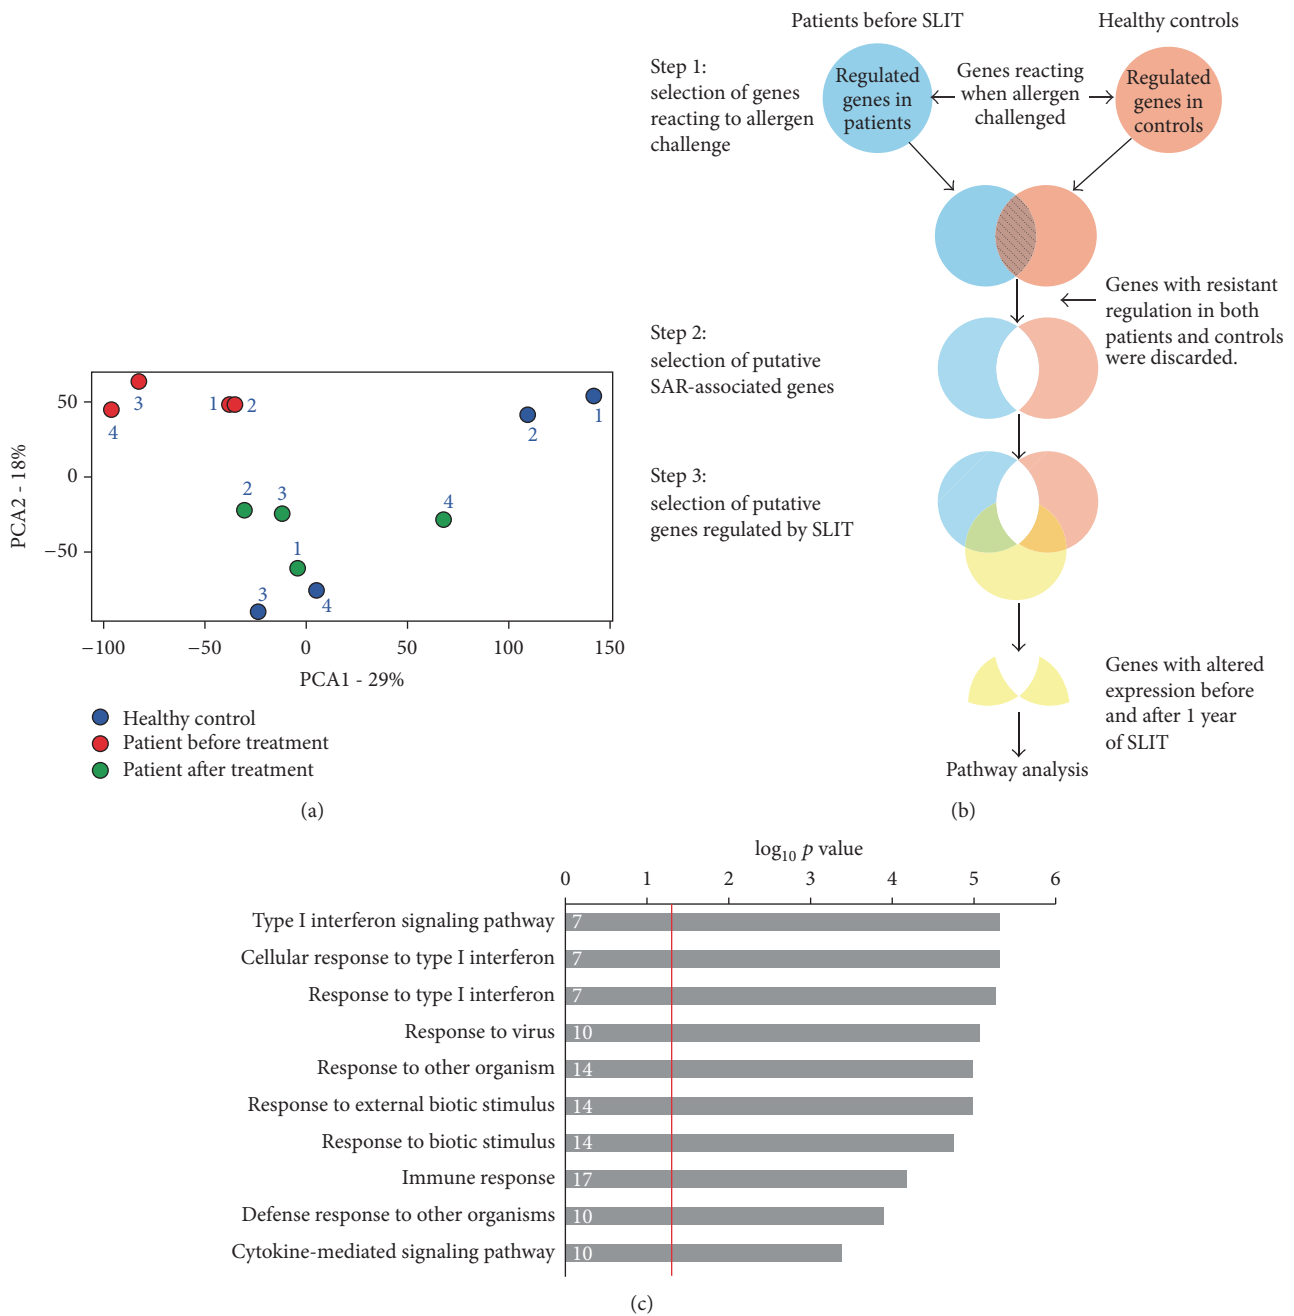 Patients before SLIT
Healthy controls
Step 1:
selection of genes
reacting to allergen
challenge
Regulated
genes in
patients
Genes reacting
when allergen
challenged
Regulated
genes in
controls
Genes with resistant
regulation in both
patients and controls
were discarded.
Step 2:
selection of putative
SAR-associated genes
Step 3:
selection of putative
genes regulated by SLIT
Genes with altered
expression before
and after 1 year
of SLIT
Pathway analysis
(b)
PCA2 - 18%
50
0
−50
3
4
1
2
2
1
2
3
4
1
3
4
−100
−50
0
50
100
150
PCA1 - 29%
Healthy control
Patient before treatment
Patient after treatment
(a)
log10 p value
0 1 2 3 4 5 6
Type I interferon signaling pathway 7
Cellular response to type I interferon 7
Response to type I interferon 7
Response to virus 10
Response to other organism 14
Response to external biotic stimulus 14
Response to biotic stimulus 14
Immune response 17
Defense response to other organisms 10
Cytokine-mediated signaling pathway 10
(c)